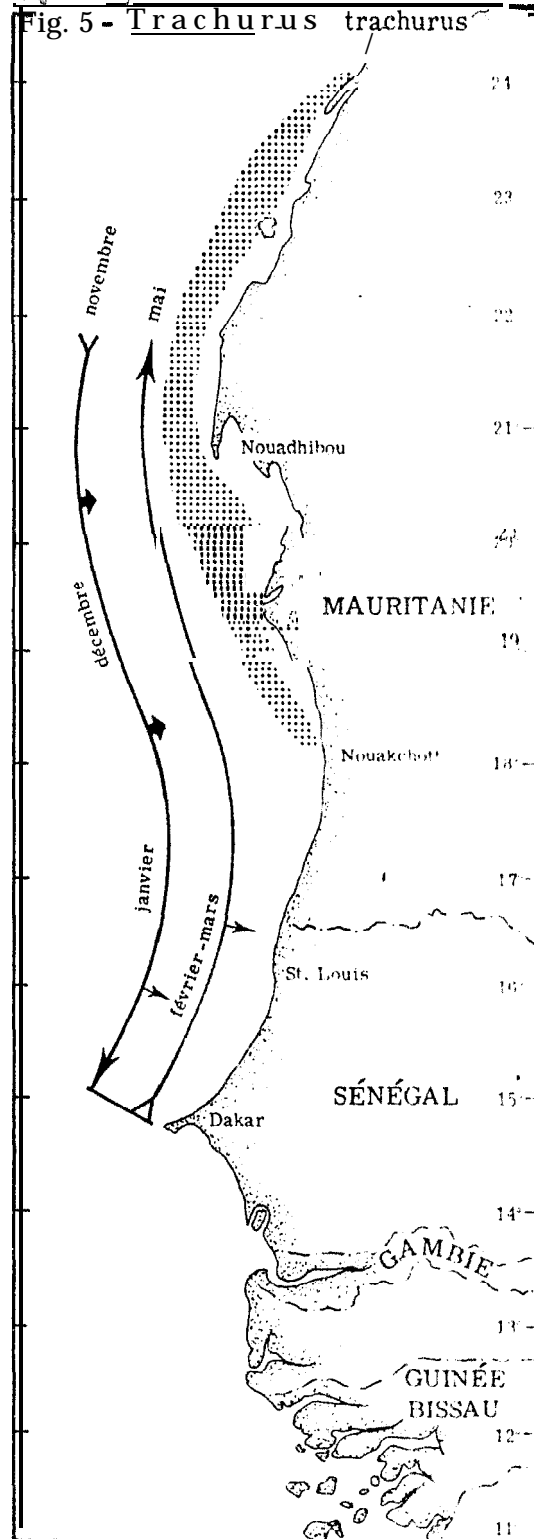 Fig. 5 - Trachurus trachurus
24
23
22
novembre
mai
21
Nouadhibou
MAURITANIE
19
décembre
Nouakchott
18
janvier
17
février-mars
St. Louis
16
SÉNÉGAL
15
Dakar
14
GAMBIE
13
GUINÉE
BISSAU
12
11